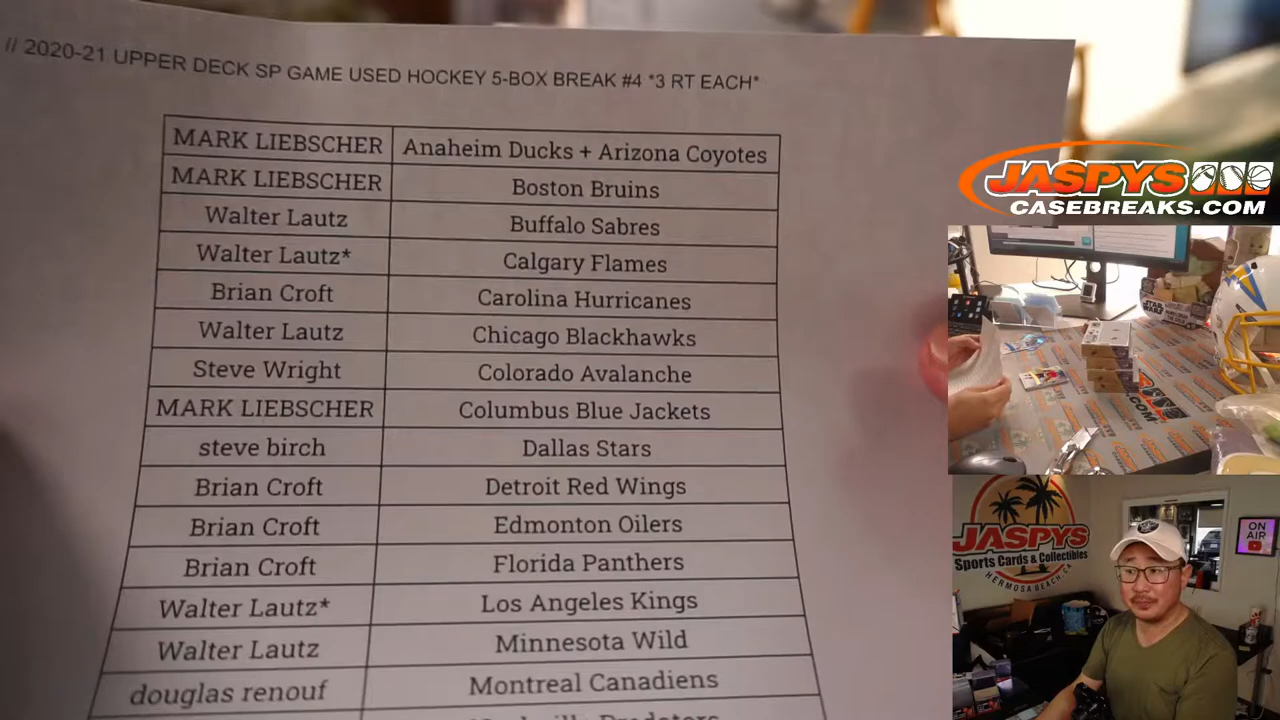 // 2020-21 UPPER DECK SP GAME USED HOCKEY 5-BOX BREAK #4 *3 RT EACH*
MARK LIEBSCHER Anaheim Ducks + Arizona Coyotes
MARK LIEBSCHER Boston Bruins
Walter Lautz Buffalo Sabres
Walter Lautz* Calgary Flames
Brian Croft Carolina Hurricanes
Walter Lautz Chicago Blackhawks
Steve Wright Colorado Avalanche
MARK LIEBSCHER Columbus Blue Jackets
steve birch Dallas Stars
Brian Croft Detroit Red Wings
Brian Croft Edmonton Oilers
Brian Croft Florida Panthers
Walter Lautz* Los Angeles Kings
Walter Lautz Minnesota Wild
douglas renouf Montreal Canadiens
JASPYS
CASEBREAKS.COM
STAR WARS
JASPYS
Sports Cards & Collectibles
HERMOSA BEACH, CA
ON AIR